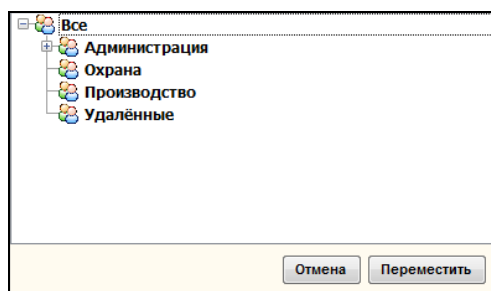 Все
Администрация
Охрана
Производство
Удалённые
Отмена Переместить